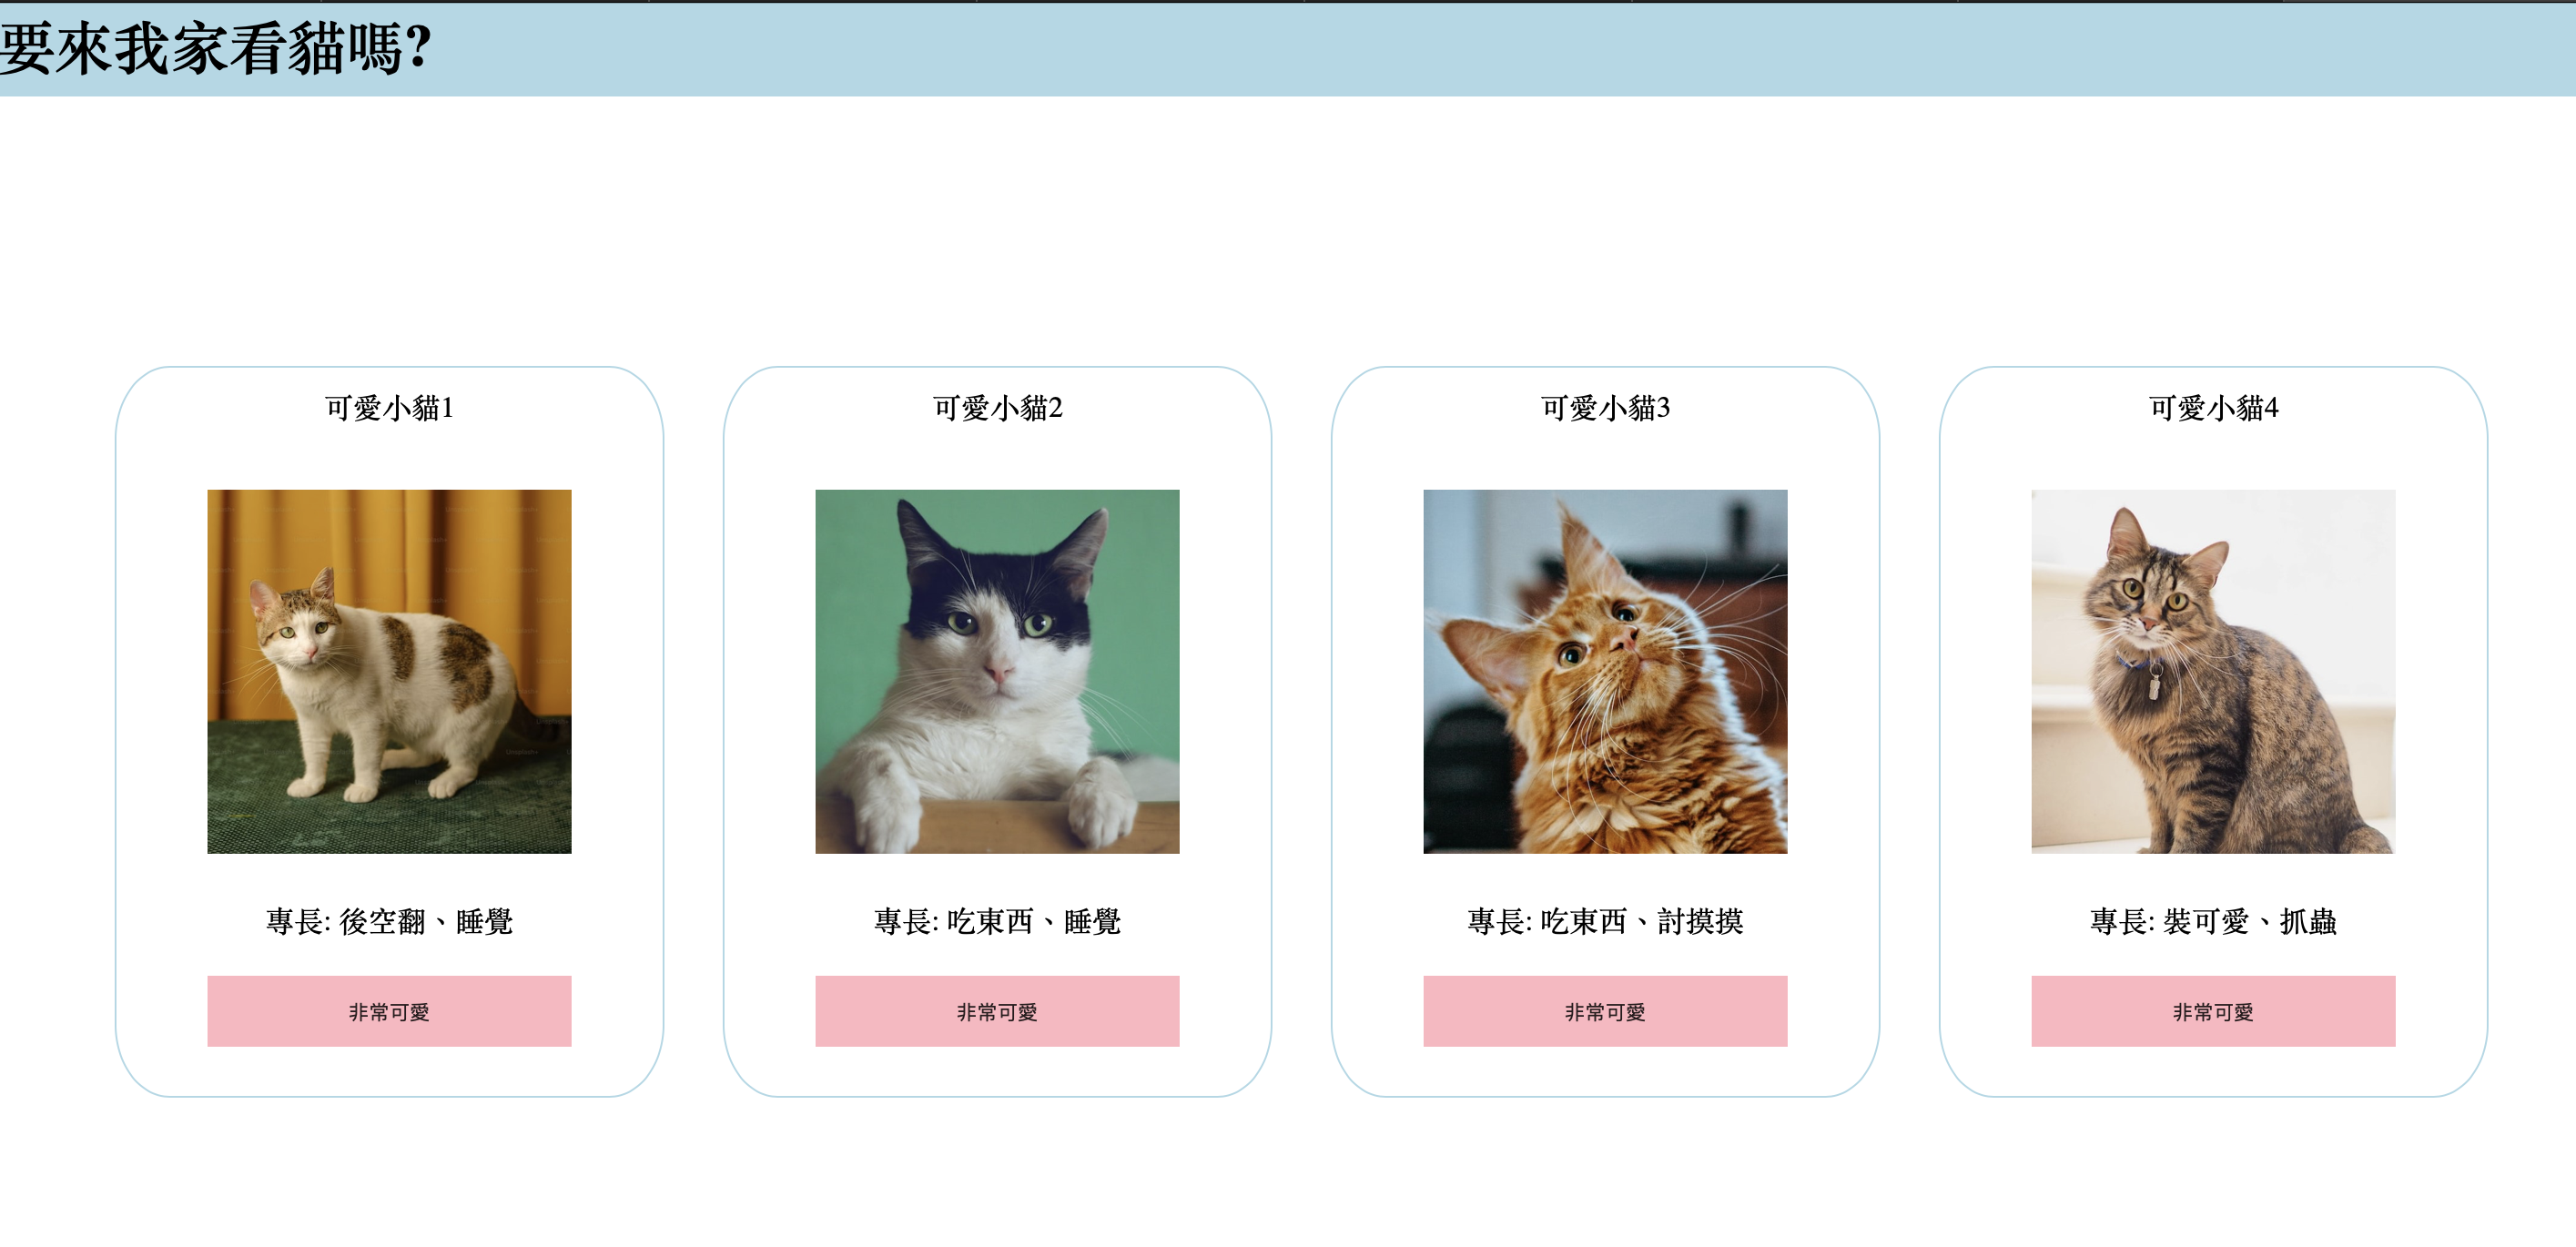 要來我家看貓嗎?
可愛小貓1
專長: 後空翻、睡覺
非常可愛
可愛小貓2
專長: 吃東西、睡覺
非常可愛
可愛小貓3
專長: 吃東西、討摸摸
非常可愛
可愛小貓4
專長: 裝可愛、抓蟲
非常可愛